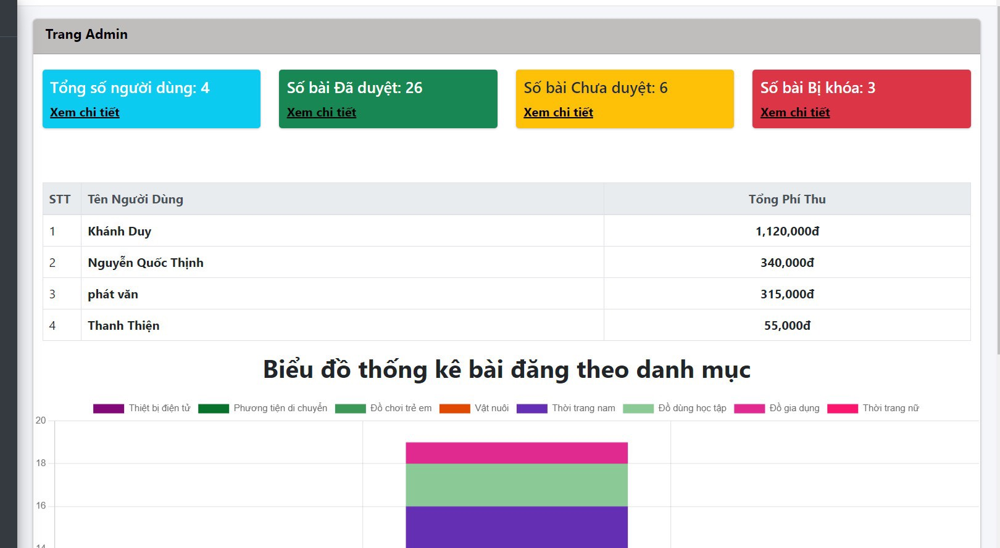 Trang Admin
Tổng số người dùng: 4
Xem chi tiết
Số bài Đã duyệt: 26
Xem chi tiết
Số bài Chưa duyệt: 6
Xem chi tiết
Số bài Bị khóa: 3
Xem chi tiết
STT Tên Người Dùng Tổng Phí Thu
1 Khánh Duy 1,120,000đ
2 Nguyễn Quốc Thịnh 340,000đ
3 phát văn 315,000đ
4 Thanh Thiện 55,000đ
Biểu đồ thống kê bài đăng theo danh mục
Thiết bị điện tử Phương tiện di chuyển Đồ chơi trẻ em Vật nuôi Thời trang nam Đồ dùng học tập Đồ gia dụng Thời trang nữ
20
18
16
14